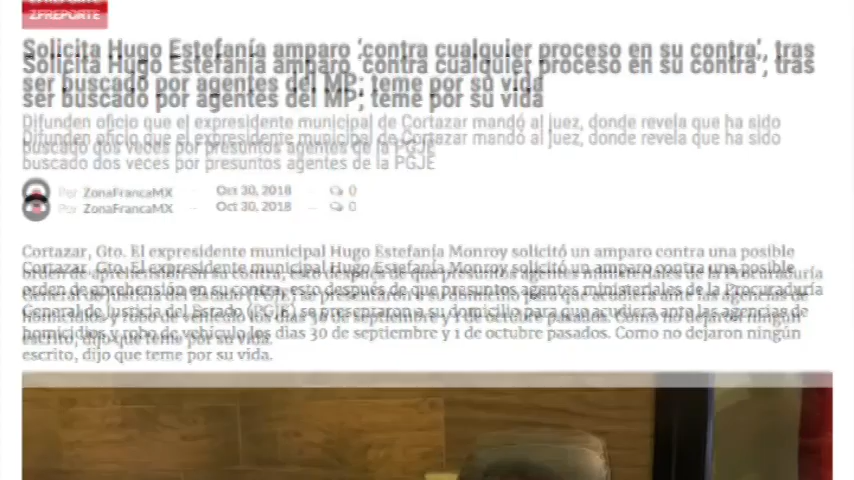 ZFREPORTE
Solicita Hugo Estefanía amparo ‘contra cualquier proceso en su contra’, tras
ser buscado por agentes del MP; teme por su vida
Difunden oficio que el expresidente municipal de Cortazar mandó al juez, donde revela que ha sido
buscado dos veces por presuntos agentes de la PGJE
Por ZonaFrancaMX Oct 30, 2018 0
Cortazar, Gto. El expresidente municipal Hugo Estefanía Monroy solicitó un amparo contra una posible
orden de aprehensión en su contra, esto después de que presuntos agentes ministeriales de la Procuraduría
General de Justicia del Estado (PGJE) se presentaron a su domicilio para que acudiera ante las agencias de
homicidios y robo de vehículo los días 30 de septiembre y 1 de octubre pasados. Como no dejaron ningún
escrito, dijo que teme por su vida.